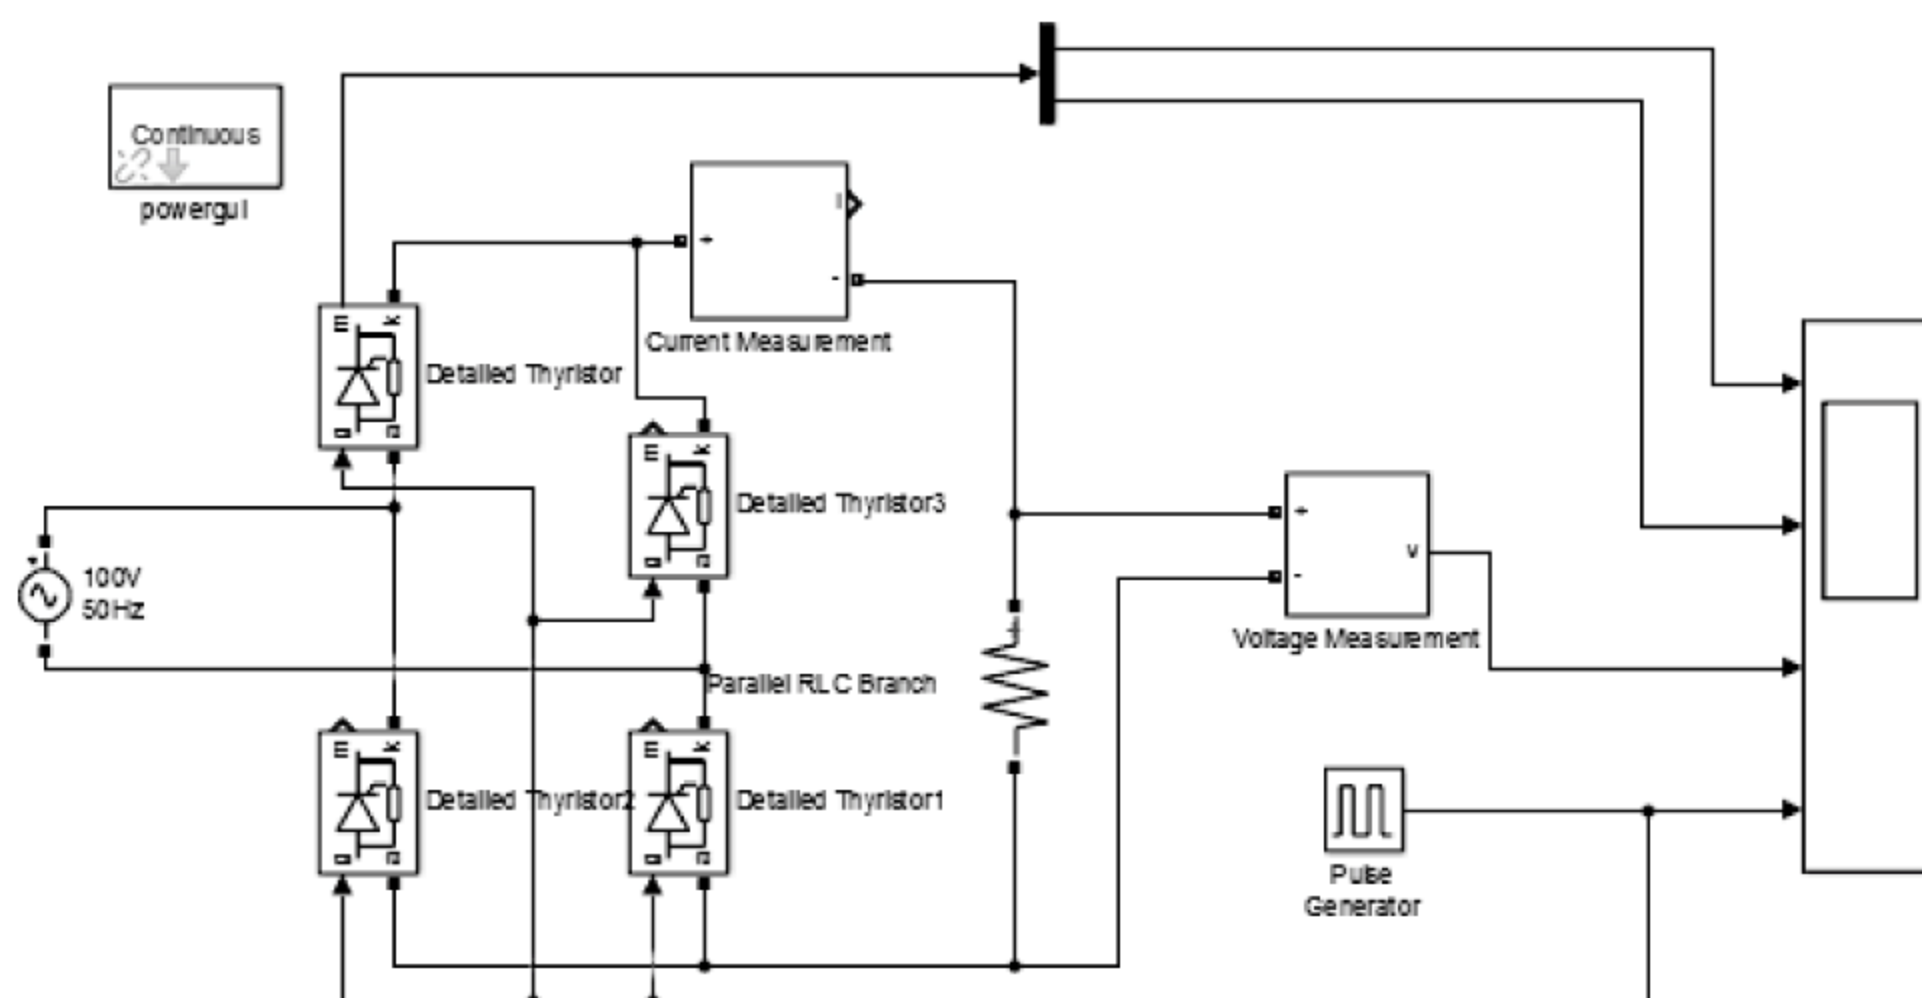 Continuous
powergui
+
i
-
Current Measurement
m
k
Detailed Thyristor
g
a
m
k
Detailed Thyristor3
g
a
+
v
-
Voltage Measurement
+
100V
50Hz
+
Parallel RLC Branch
m
k
Detailed Thyristor2
g
a
m
k
Detailed Thyristor1
g
a
Pulse
Generator